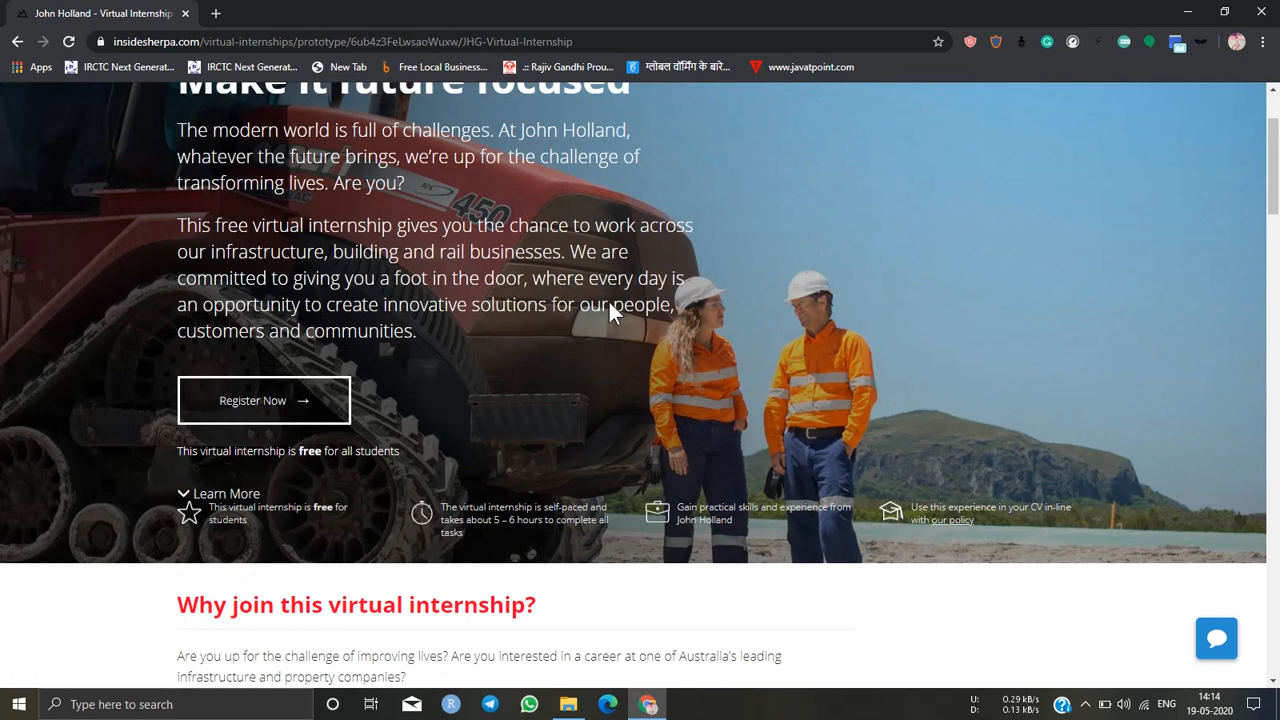 John Holland - Virtual Internship
insidesherpa.com/virtual-internships/prototype/6ub4z3FeLwsaoWuxw/JHG-Virtual-Internship
Apps IRCTC Next Generat... IRCTC Next Generat... New Tab Free Local Business... .:: Rajiv Gandhi Prou... ग्लोबल वॉर्मिंग के बारे... www.javatpoint.com
Make it future focused
The modern world is full of challenges. At John Holland,
whatever the future brings, we're up for the challenge of
transforming lives. Are you?
This free virtual internship gives you the chance to work across
our infrastructure, building and rail businesses. We are
committed to giving you a foot in the door, where every day is
an opportunity to create innovative solutions for our people,
customers and communities.
450
Register Now →
This virtual internship is free for all students
Learn More
This virtual internship is free for
students
The virtual internship is self-paced and
takes about 5 – 6 hours to complete all
tasks
Gain practical skills and experience from
John Holland
Use this experience in your CV in-line
with our policy
Why join this virtual internship?
Are you up for the challenge of improving lives? Are you interested in a career at one of Australia's leading
infrastructure and property companies?
Type here to search
U: 0.29 kB/s
D: 0.13 kB/s
ENG
14:14
19-05-2020